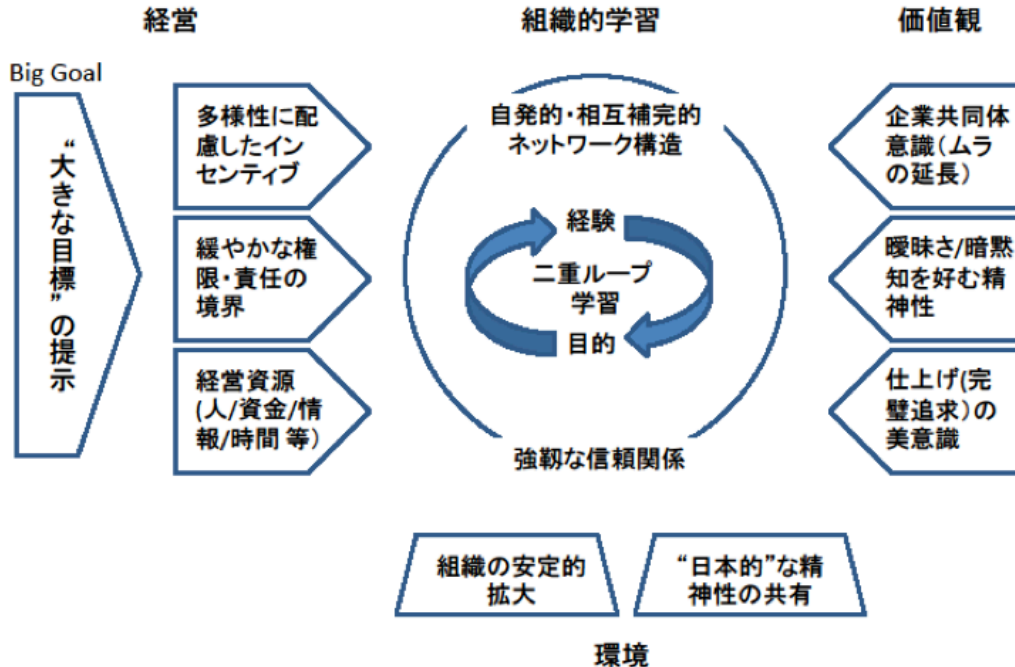 経営
組織的学習
価値観
Big Goal
“大きな目標”の提示
多様性に配
慮したイン
センティブ
緩やかな権
限・責任の
境界
経営資源
(人/資金/情
報/時間 等)
自発的・相互補完的
ネットワーク構造
経験
二重ループ
学習
目的
強靭な信頼関係
企業共同体
意識(ムラ
の延長)
曖昧さ/暗黙
知を好む精
神性
仕上げ(完
璧追求)の
美意識
組織の安定的
拡大
“日本的”な精
神性の共有
環境